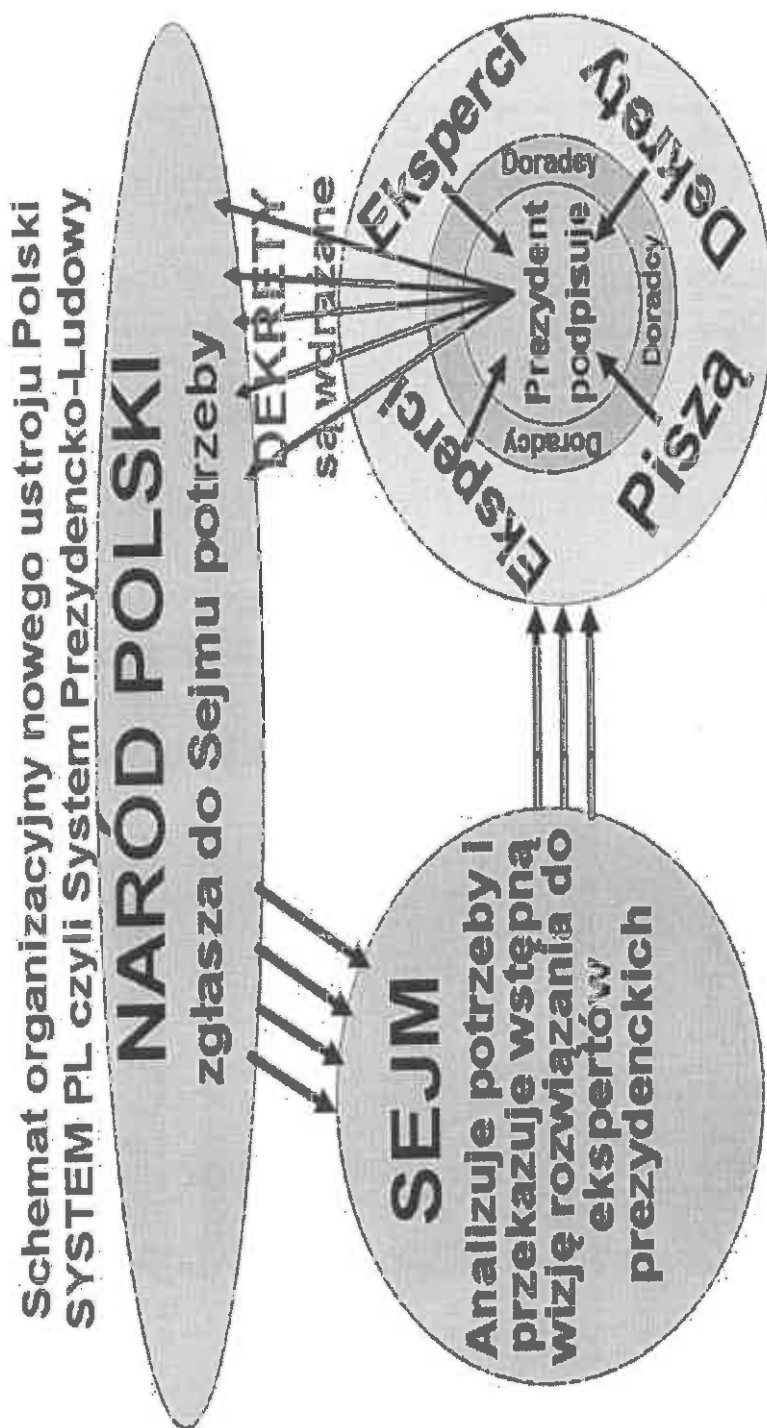 Schemat organizacyjny nowego ustroju Polski
SYSTEM PL czyli System Prezydencko-Ludowy
NARÓD POLSKI
zgłasza do Sejmu potrzeby
DEKRETY
są wdrażane
SEJM
Analizuje potrzeby i
przekazuje wstępną
wizję rozwiązania do
ekspertów
prezydenckich
Eksperci
Eksperci
Piszą
Dekrety
Doradcy
Doradcy
Doradcy
Prezydent
podpisuje